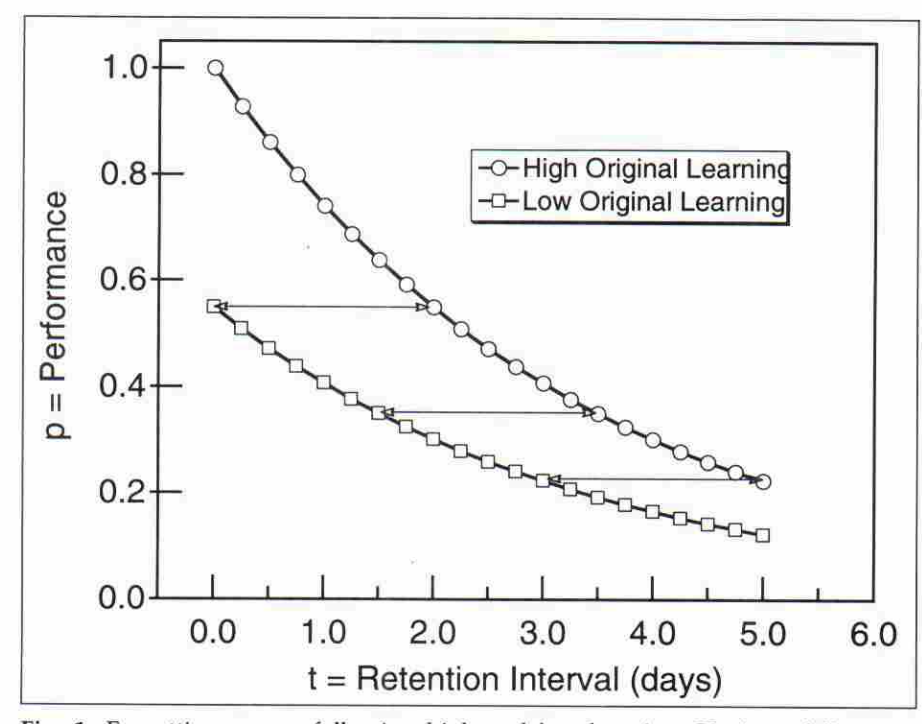 1.0
0.8
0.6
0.4
0.2
0.0
p = Performance
High Original Learning
Low Original Learning
0.0 1.0 2.0 3.0 4.0 5.0 6.0
t = Retention Interval (days)